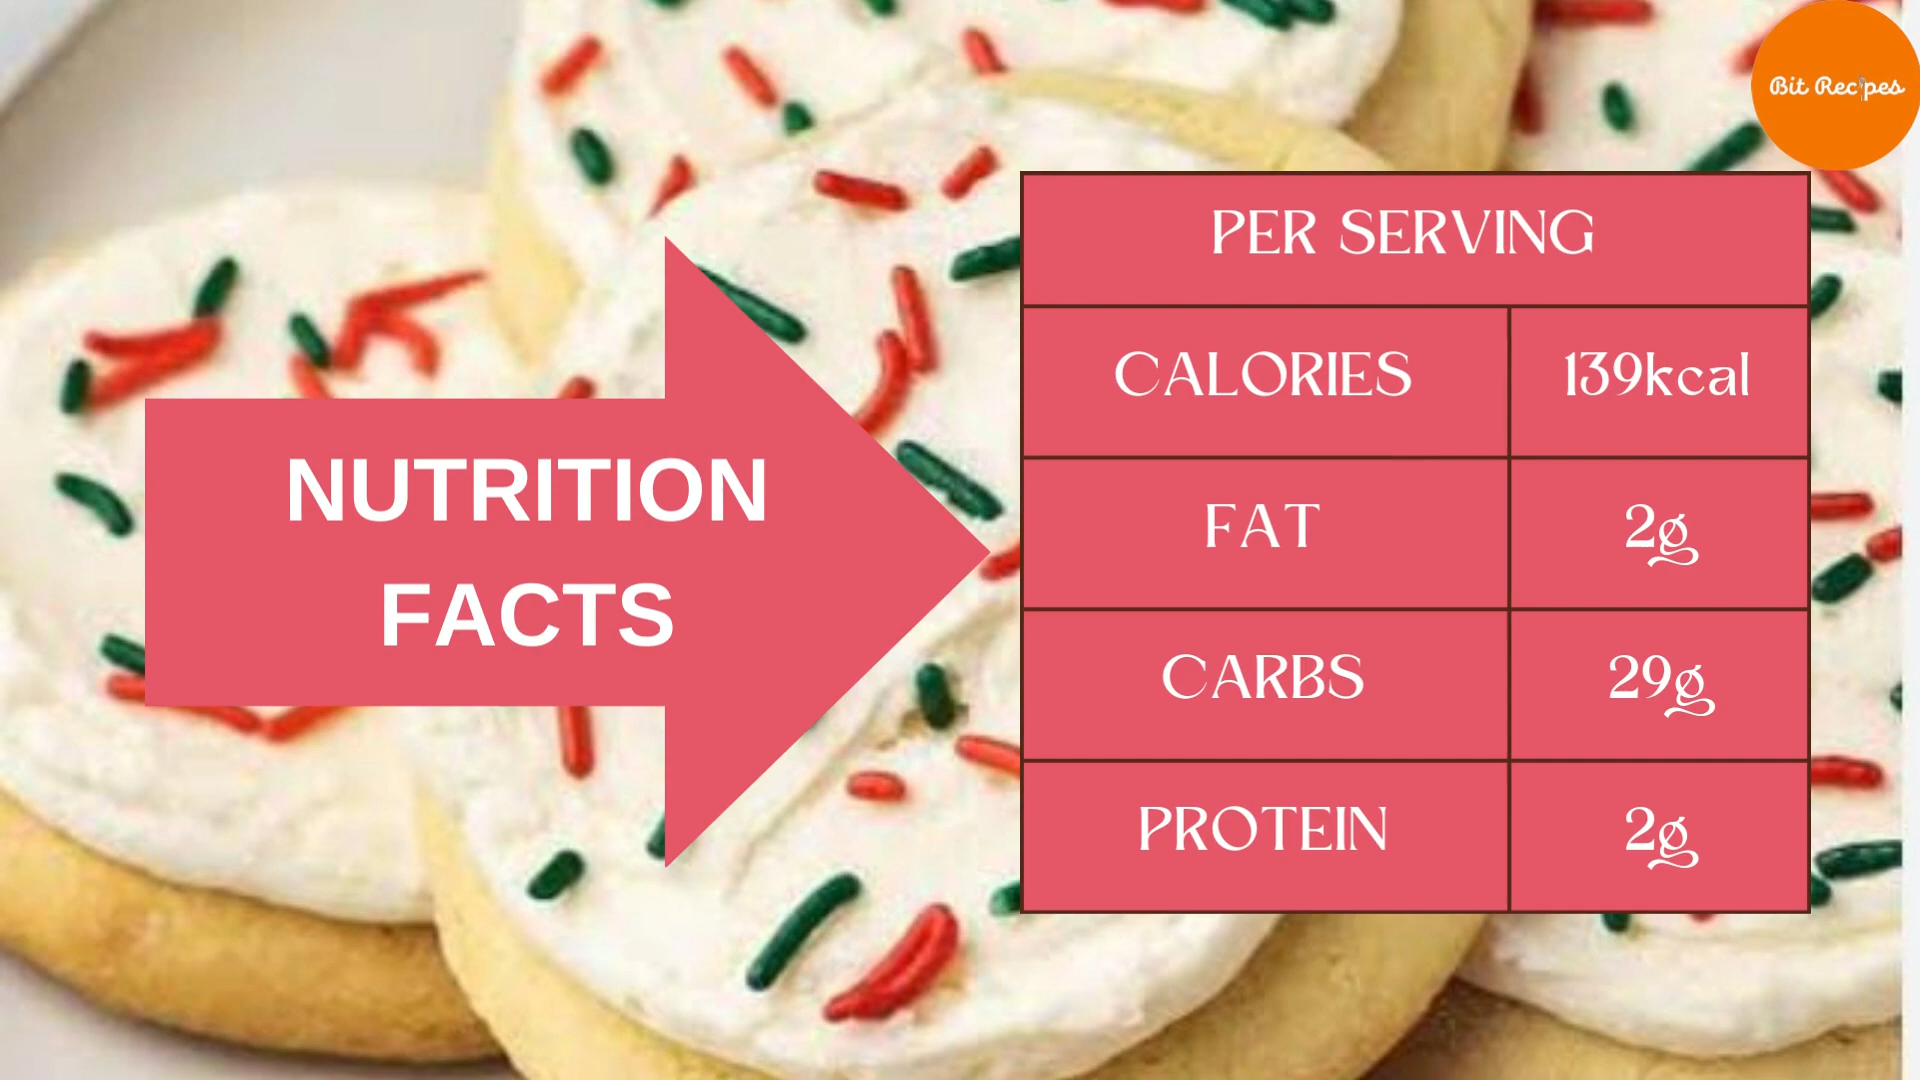 Bit Recipes
NUTRITION
FACTS
PER SERVING
CALORIES 139kcal
FAT 2g
CARBS 29g
PROTEIN 2g